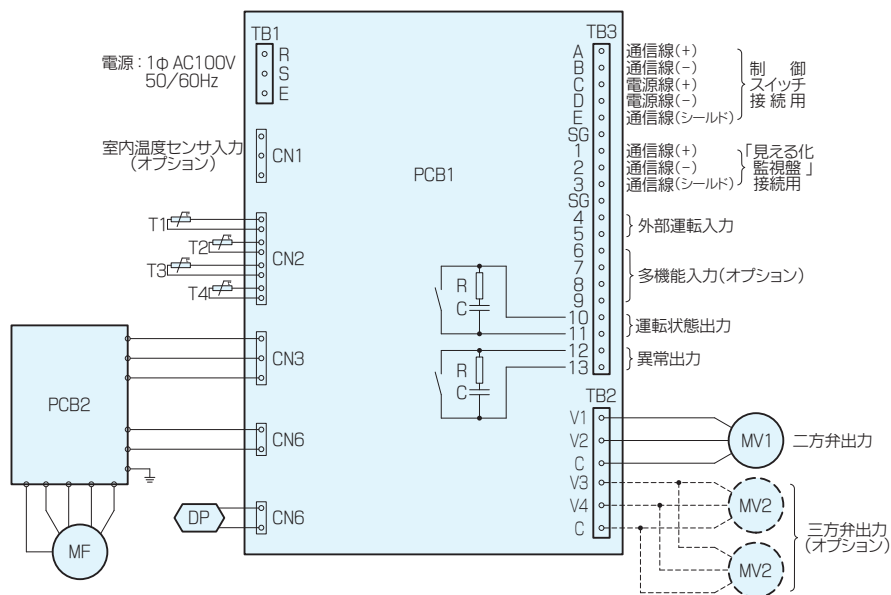 TB1
R
S
E
電源：1φ AC100V
50/60Hz
室内温度センサ入力
(オプション)
CN1
T1
T2
T3
T4
CN2
CN3
CN6
DP
CN6
PCB2
MF
PCB1
R
C
R
C
TB3
A 通信線(+)
B 通信線(-)
C 電源線(+)
D 電源線(-)
E 通信線(シールド)
制 御
スイッチ
接続用
SG
1 通信線(+)
2 通信線(-)
3 通信線(シールド)
「見える化
監視盤」
接続用
SG
4
5
外部運転入力
6
7
8
9
多機能入力(オプション)
10
11
運転状態出力
12
13
異常出力
TB2
V1
V2
C
MV1
二方弁出力
V3
V4
C
MV2
MV2
三方弁出力
(オプション)